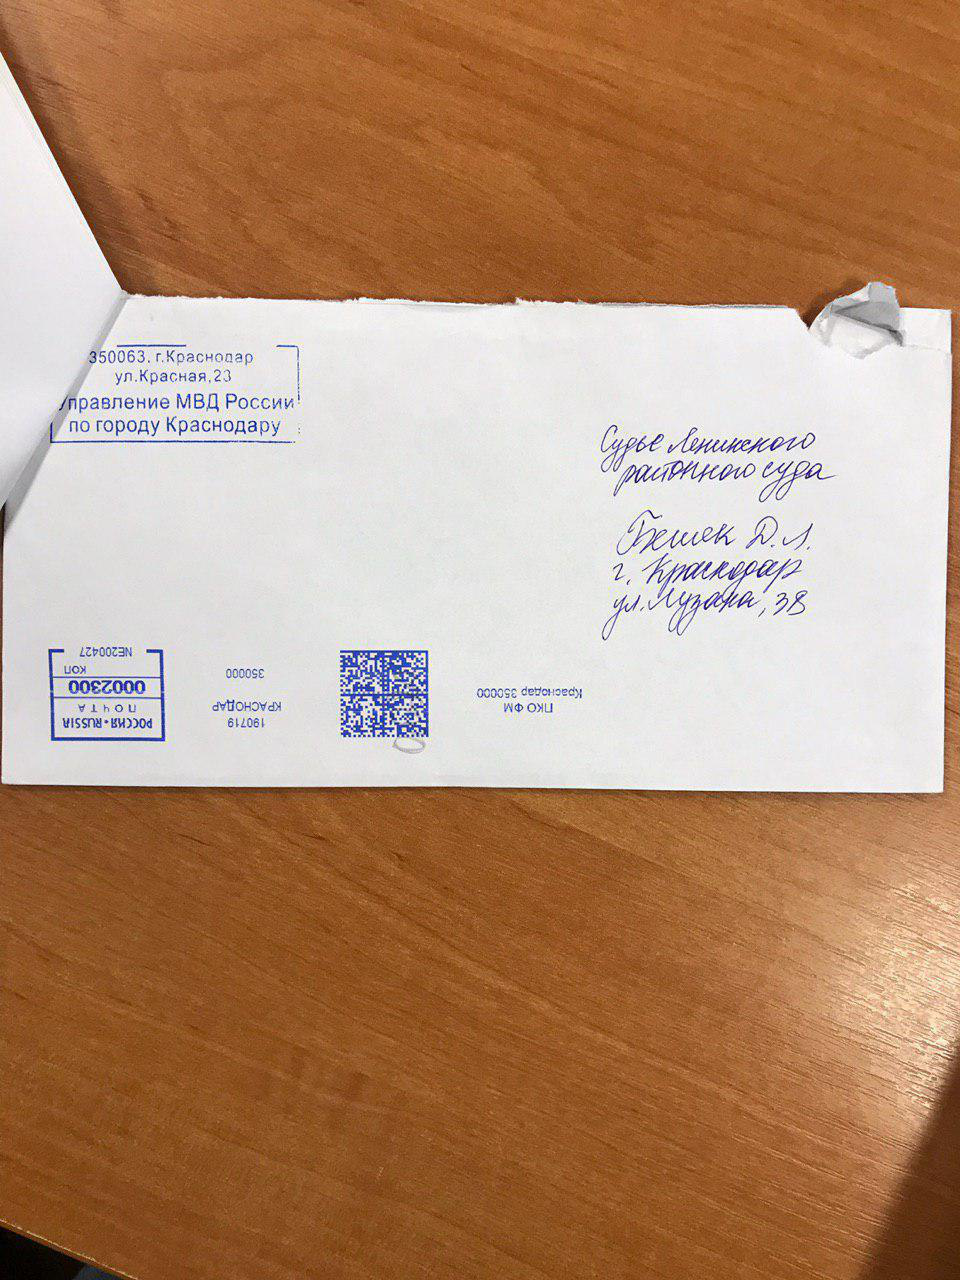 350063, г.Краснодар
ул.Красная,23
Управление МВД России
по городу Краснодару
Судье Ленинского
районного суда
Бешек Д.Л.
г. Краснодар
ул. Лузана, 38
РОССИЯ•RUSSIA
ПОЧТА
0002300
КОП
NE200427
190719
КРАСНОДАР
350000
ПКО ФМ
Краснодар 350000